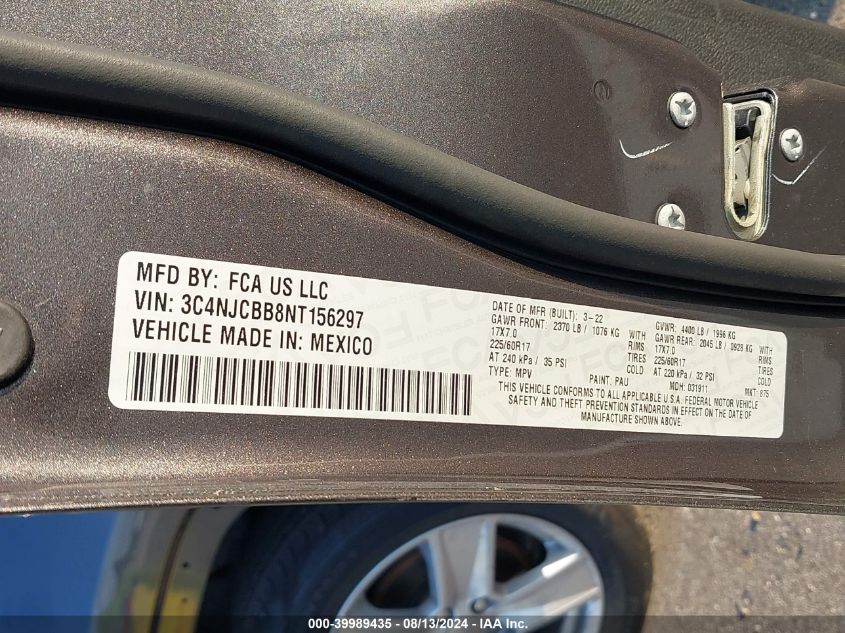 MFD BY: FCA US LLC
VIN: 3C4NJCBB8NT156297
VEHICLE MADE IN: MEXICO
DATE OF MFR (BUILT): 3-22 GVWR: 4400 LB / 1996 KG
GAWR FRONT: 2370 LB / 1076 KG WITH GAWR REAR: 2045 LB / 0928 KG WITH
17X7.0 RIMS 17X7.0 RIMS
225/60R17 TIRES 225/60R17 TIRES
AT 240 kPa / 35 PSI COLD AT 220 kPa / 32 PSI COLD
TYPE: MPV PAINT: PAU MDH: 031911 MKT: 875
THIS VEHICLE CONFORMS TO ALL APPLICABLE U.S.A. FEDERAL MOTOR VEHICLE
SAFETY AND THEFT PREVENTION STANDARDS IN EFFECT ON THE DATE OF
MANUFACTURE SHOWN ABOVE.
000-39989435 - 08/13/2024 - IAA Inc.